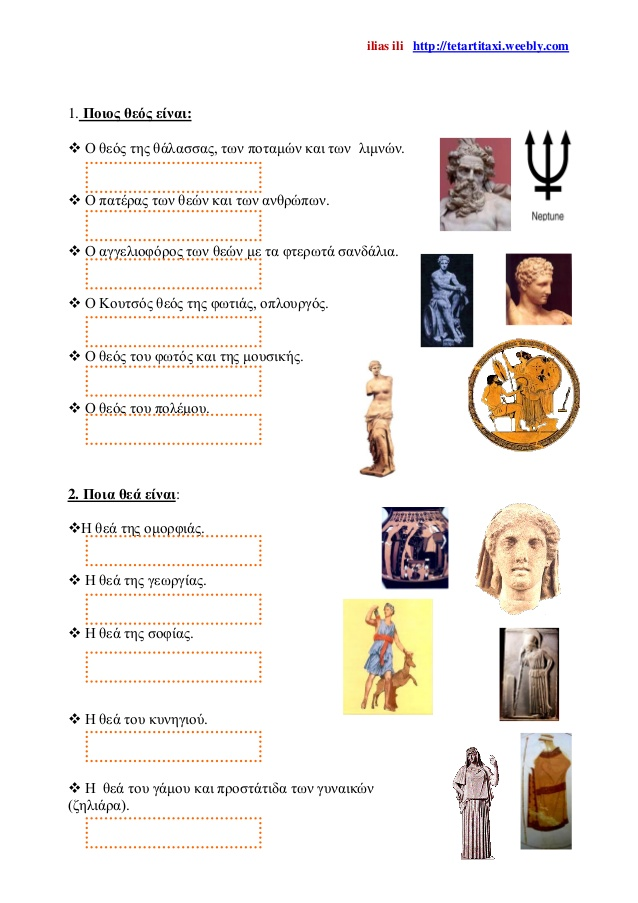 ilias ili http://tetartitaxi.weebly.com
1. Ποιος θεός είναι:
❖ Ο θεός της θάλασσας, των ποταμών και των λιμνών.
Neptune
❖ Ο πατέρας των θεών και των ανθρώπων.
❖ Ο αγγελιοφόρος των θεών με τα φτερωτά σανδάλια.
❖ Ο Κουτσός θεός της φωτιάς, οπλουργός.
❖ Ο θεός του φωτός και της μουσικής.
❖ Ο θεός του πολέμου.
2. Ποια θεά είναι:
❖Η θεά της ομορφιάς.
❖ Η θεά της γεωργίας.
❖ Η θεά της σοφίας.
❖ Η θεά του κυνηγιού.
❖ Η θεά του γάμου και προστάτιδα των γυναικών
(ζηλιάρα).